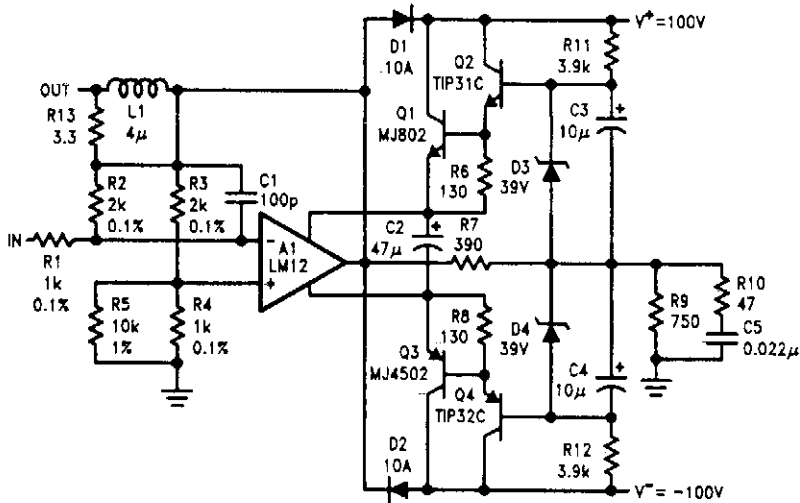 V⁺=100V
D1
.10A
Q2
TIP31C
R11
3.9k
OUT
L1
4μ
R13
3.3
Q1
MJ802
C3
+
10μ
R2
2k
0.1%
R3
2k
0.1%
C1
100p
R6
130
D3
39V
IN
R1
1k
0.1%
-
A1
LM12
+
C2
+
47μ
R7
390
R5
10k
1%
R4
1k
0.1%
R8
.130
D4
39V
R9
750
R10
47
C5
0.022μ
Q3
MJ4502
Q4
TIP32C
C4
+
10μ
D2
10A
R12
3.9k
V⁻= -100V